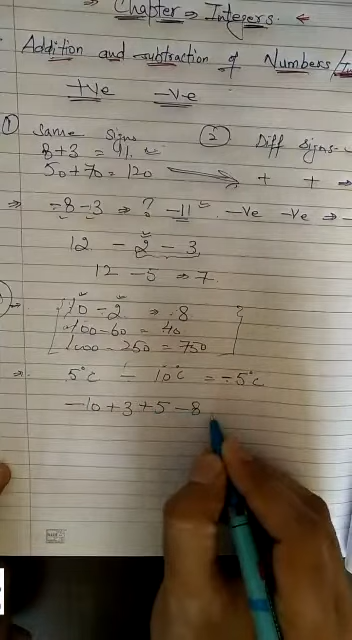 Chapter → Integers. ←
Addition and subtraction of Numbers/
+ve -ve
① Same Signs ② Diff Signs
8+3 = 11.
50+70= 120 → + +
⇒ -8-3 → ? -11 -ve -ve ⇒ -
12 - 2 - 3
12 - 5 → 7.
10 - 2 → 8
100-60 = 40
1000 - 250 = 750
5°C - 10°C = -5°C
-10+3+5-8